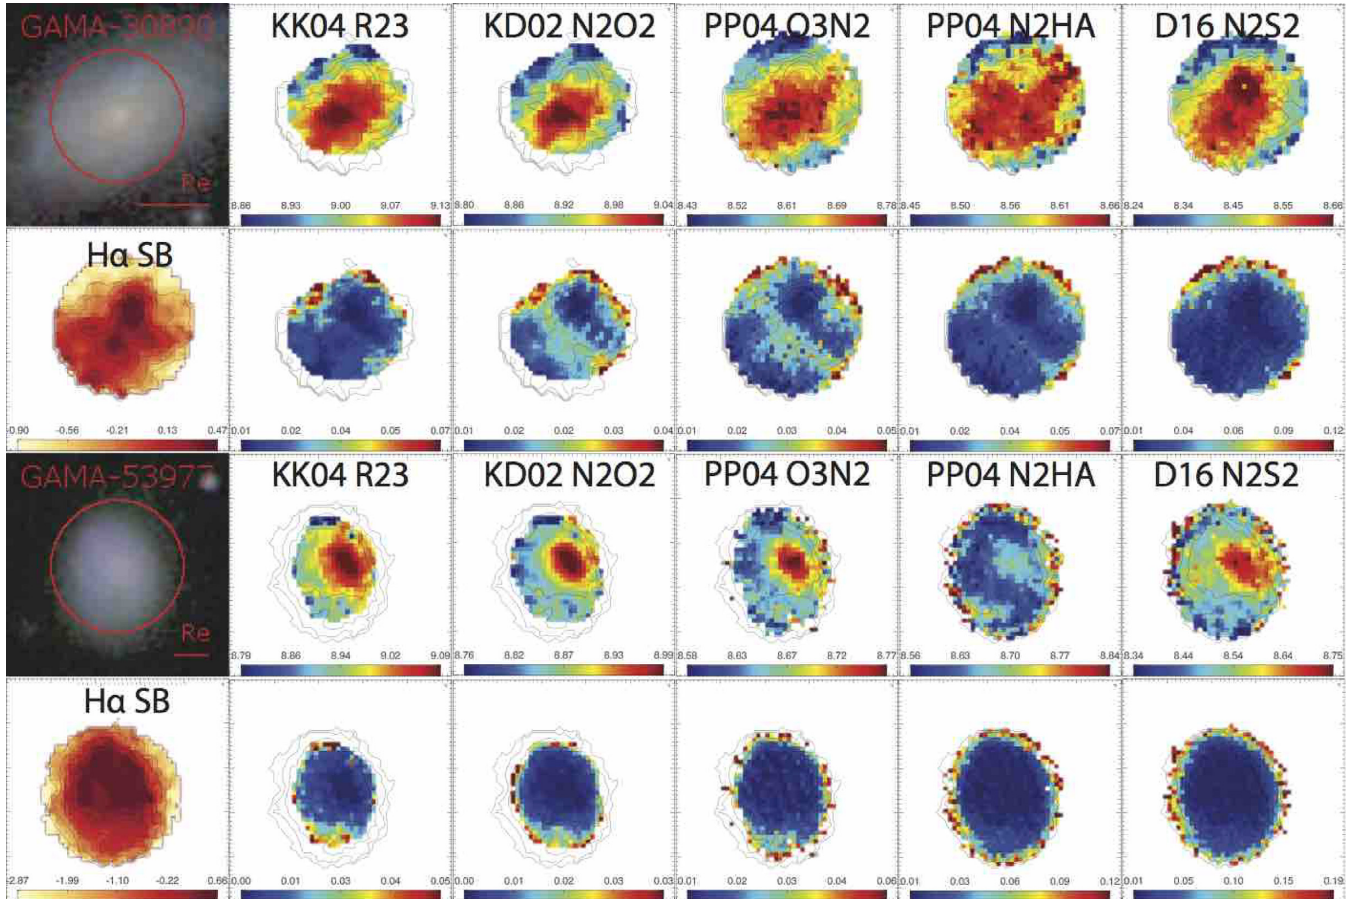 GAMA-30890 KK04 R23 KD02 N2O2 PP04 O3N2 PP04 N2HA D16 N2S2
Re
8.86 8.93 9.00 9.07 9.13 8.80 8.86 8.92 8.98 9.04 8.43 8.52 8.61 8.69 8.78 8.45 8.50 8.56 8.61 8.66 8.24 8.34 8.45 8.55 8.66
Hα SB
-0.90 -0.56 -0.21 0.13 0.47 0.01 0.02 0.04 0.05 0.07 0.01 0.02 0.03 0.04 0.01 0.02 0.03 0.04 0.05 0.01 0.02 0.04 0.05 0.07 0.01 0.04 0.06 0.09 0.12
GAMA-53977 KK04 R23 KD02 N2O2 PP04 O3N2 PP04 N2HA D16 N2S2
Re
8.79 8.86 8.94 9.02 9.09 8.76 8.82 8.87 8.93 8.99 8.58 8.63 8.67 8.72 8.77 8.56 8.63 8.70 8.77 8.84 8.34 8.44 8.54 8.64 8.75
Hα SB
-2.87 -1.99 -1.10 -0.22 0.66 0.00 0.01 0.03 0.04 0.01 0.02 0.03 0.01 0.03 0.04 0.06 0.01 0.03 0.06 0.09 0.12 0.01 0.05 0.10 0.15 0.19